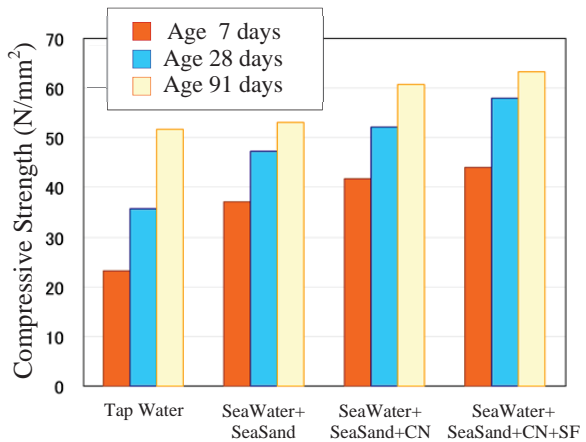 Age 7 days
Age 28 days
Age 91 days
Compressive Strength (N/mm²)
70
60
50
40
30
20
10
0
Tap Water
SeaWater+
SeaSand
SeaWater+
SeaSand+CN
SeaWater+
SeaSand+CN+SF